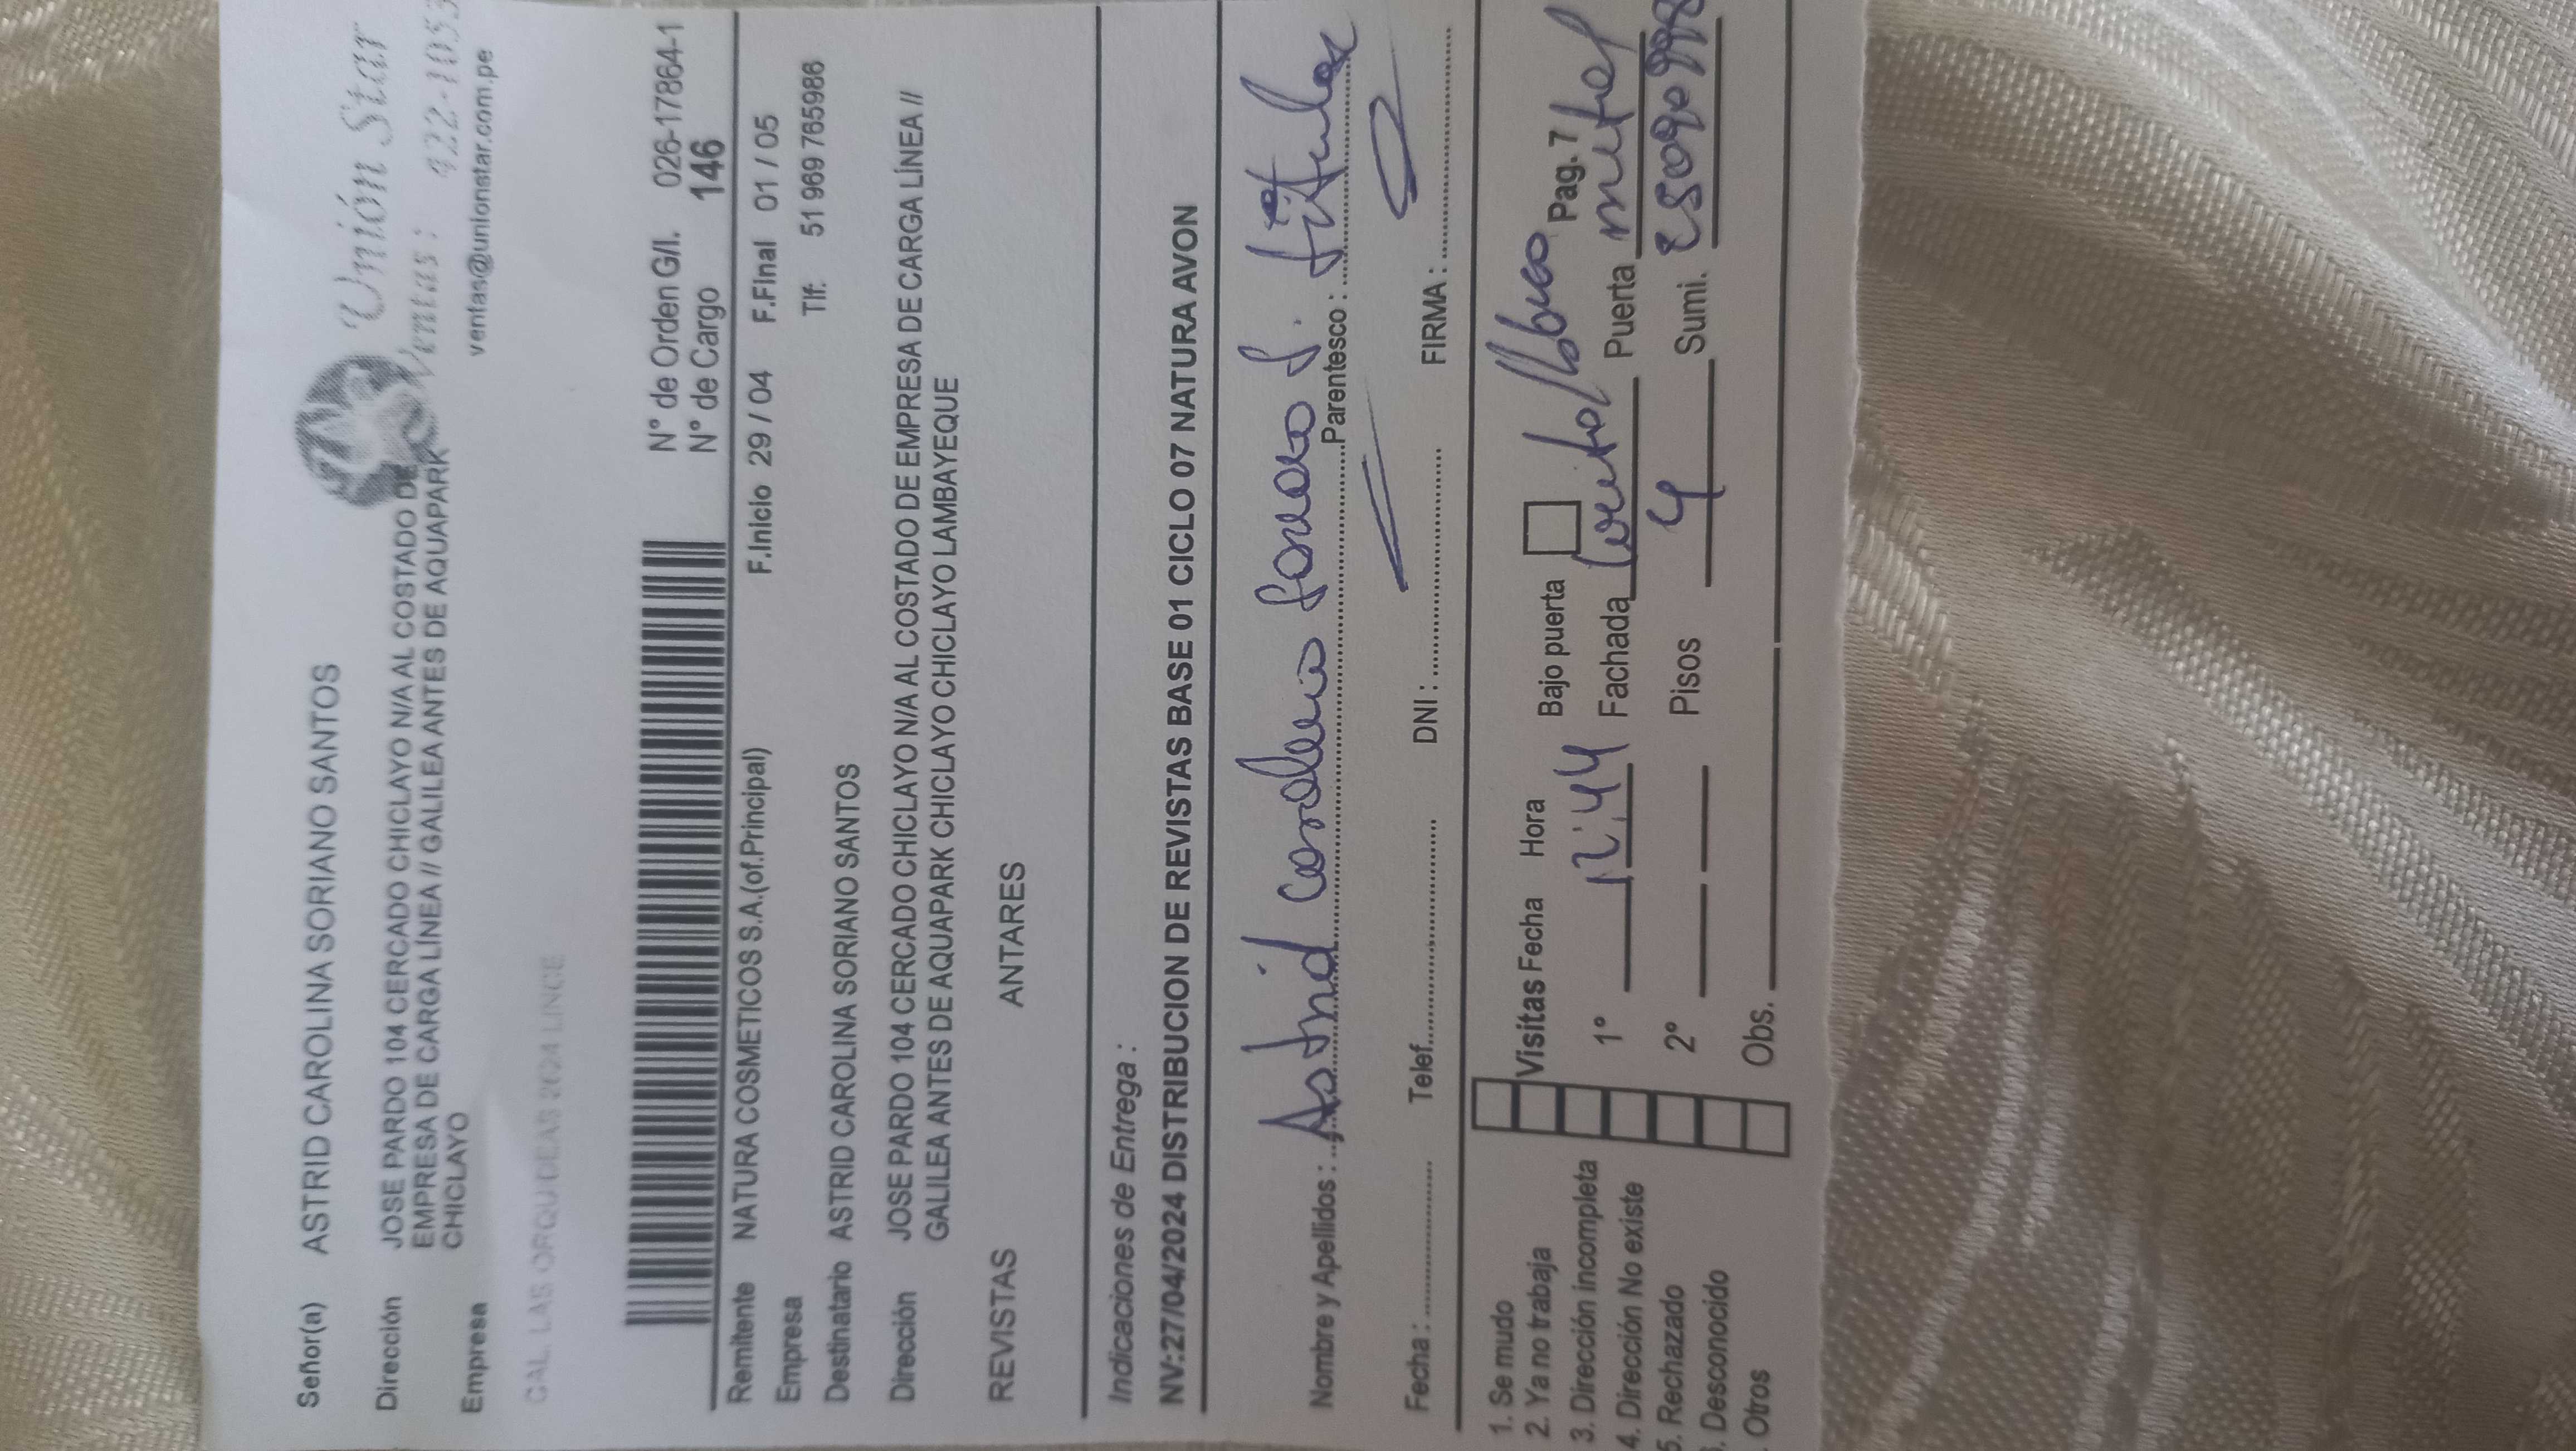 Señor(a) ASTRID CAROLINA SORIANO SANTOS
Unión Star
Ventas: 422-105
ventas@unionstar.com.pe
Dirección JOSE PARDO 104 CERCADO CHICLAYO N/A AL COSTADO DE
EMPRESA DE CARGA LÍNEA // GALILEA ANTES DE AQUAPARK
CHICLAYO
Empresa
CAL. LAS ORQUIDEAS 2634 LINCE
N° de Orden G/I. 026-17864-1
N° de Cargo 146
Remitente NATURA COSMETICOS S.A.(of.Principal) F.Inicio 29 / 04 F.Final 01 / 05
Empresa Tlf: 51 969 765986
Destinatario ASTRID CAROLINA SORIANO SANTOS
Dirección JOSE PARDO 104 CERCADO CHICLAYO N/A AL COSTADO DE EMPRESA DE CARGA LÍNEA //
GALILEA ANTES DE AQUAPARK CHICLAYO CHICLAYO LAMBAYEQUE
REVISTAS ANTARES
Indicaciones de Entrega :
NV:27/04/2024 DISTRIBUCION DE REVISTAS BASE 01 CICLO 07 NATURA AVON
Nombre y Apellidos : Astrid Carolina Soriano S. Parentesco : titular
Fecha : Telef. DNI : FIRMA :
1. Se mudo
2. Ya no trabaja
3. Dirección incompleta
4. Dirección No existe
5. Rechazado
. Desconocido
. Otros
Visitas Fecha Hora Bajo puerta Pag. 7
1° 12:44 Fachada Puerta metal
2° Pisos 4 Sumi.
Obs.